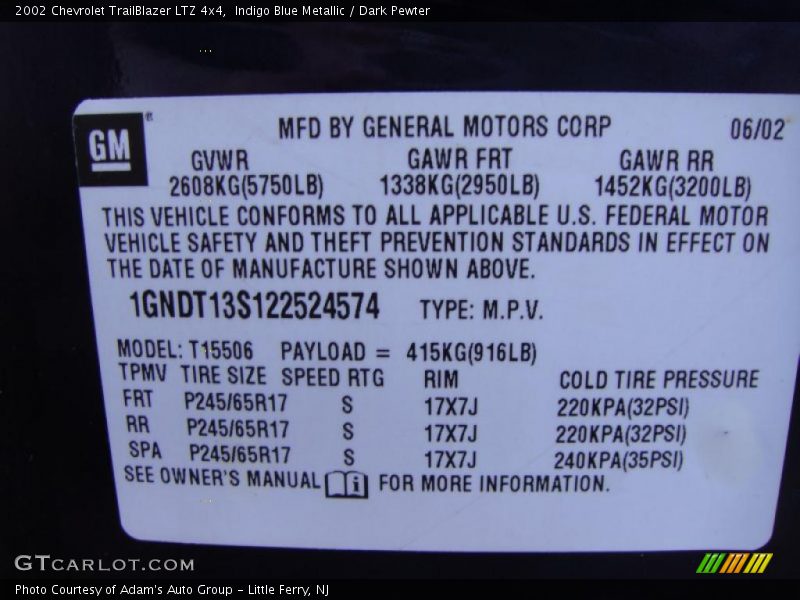 2002 Chevrolet TrailBlazer LTZ 4x4,  Indigo Blue Metallic / Dark Pewter
GM®
MFD BY GENERAL MOTORS CORP 06/02
GVWR GAWR FRT GAWR RR
2608KG(5750LB) 1338KG(2950LB) 1452KG(3200LB)
THIS VEHICLE CONFORMS TO ALL APPLICABLE U.S. FEDERAL MOTOR
VEHICLE SAFETY AND THEFT PREVENTION STANDARDS IN EFFECT ON
THE DATE OF MANUFACTURE SHOWN ABOVE.
1GNDT13S122524574 TYPE: M.P.V.
MODEL: T15506 PAYLOAD = 415KG(916LB)
TPMV TIRE SIZE SPEED RTG RIM COLD TIRE PRESSURE
FRT P245/65R17 S 17X7J 220KPA(32PSI)
RR P245/65R17 S 17X7J 220KPA(32PSI)
SPA P245/65R17 S 17X7J 240KPA(35PSI)
SEE OWNER'S MANUAL FOR MORE INFORMATION.
GTCARLOT.COM
Photo Courtesy of Adam's Auto Group - Little Ferry, NJ